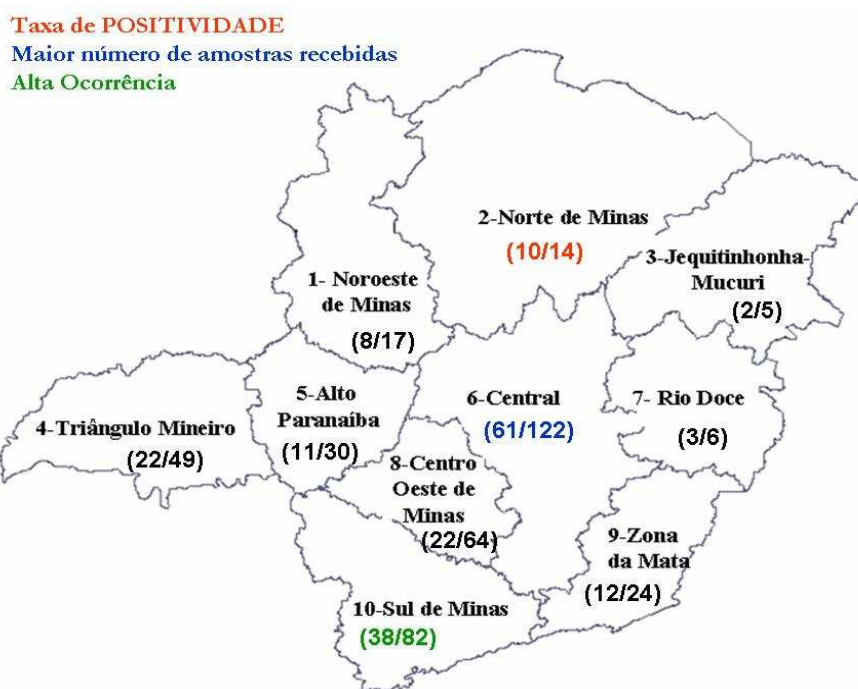 Taxa de POSITIVIDADE
Maior número de amostras recebidas
Alta Ocorrência
2-Norte de Minas
(10/14)
3-Jequitinhonha-
Mucuri
(2/5)
1- Noroeste
de Minas
(8/17)
5-Alto
Paranaíba
(11/30)
6-Central
(61/122)
7- Rio Doce
(3/6)
4-Triângulo Mineiro
(22/49)
8-Centro
Oeste de
Minas
(22/64)
9-Zona
da Mata
(12/24)
10-Sul de Minas
(38/82)